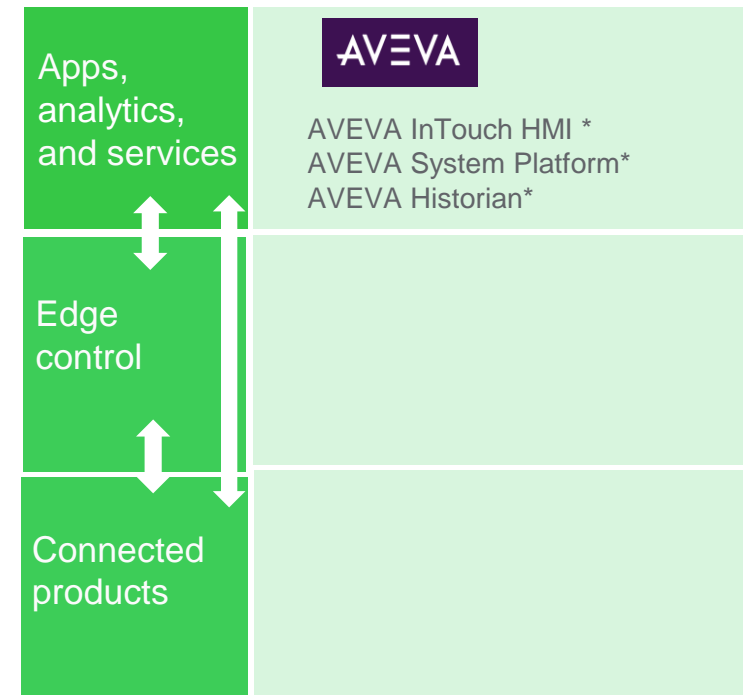 Apps,
analytics,
and services
AVEVA
AVEVA InTouch HMI *
AVEVA System Platform*
AVEVA Historian*
Edge
control
Connected
products